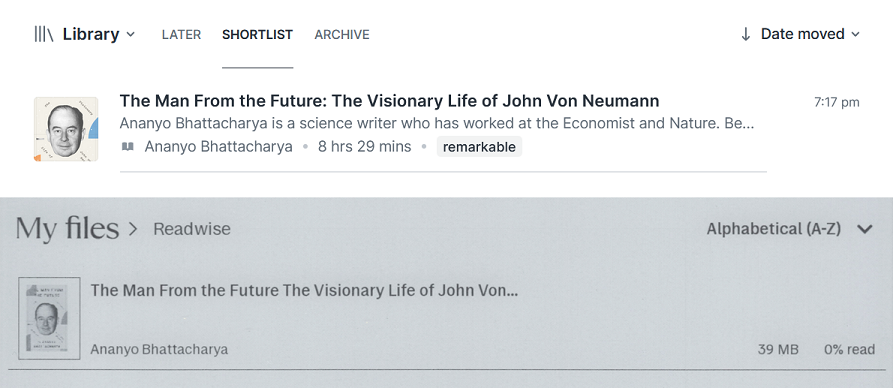 Library LATER SHORTLIST ARCHIVE Date moved
The Man From the Future: The Visionary Life of John Von Neumann 7:17 pm
Ananyo Bhattacharya is a science writer who has worked at the Economist and Nature. Be...
Ananyo Bhattacharya • 8 hrs 29 mins • remarkable
My files > Readwise Alphabetical (A-Z)
The Man From the Future The Visionary Life of John Von...
Ananyo Bhattacharya 39 MB 0% read